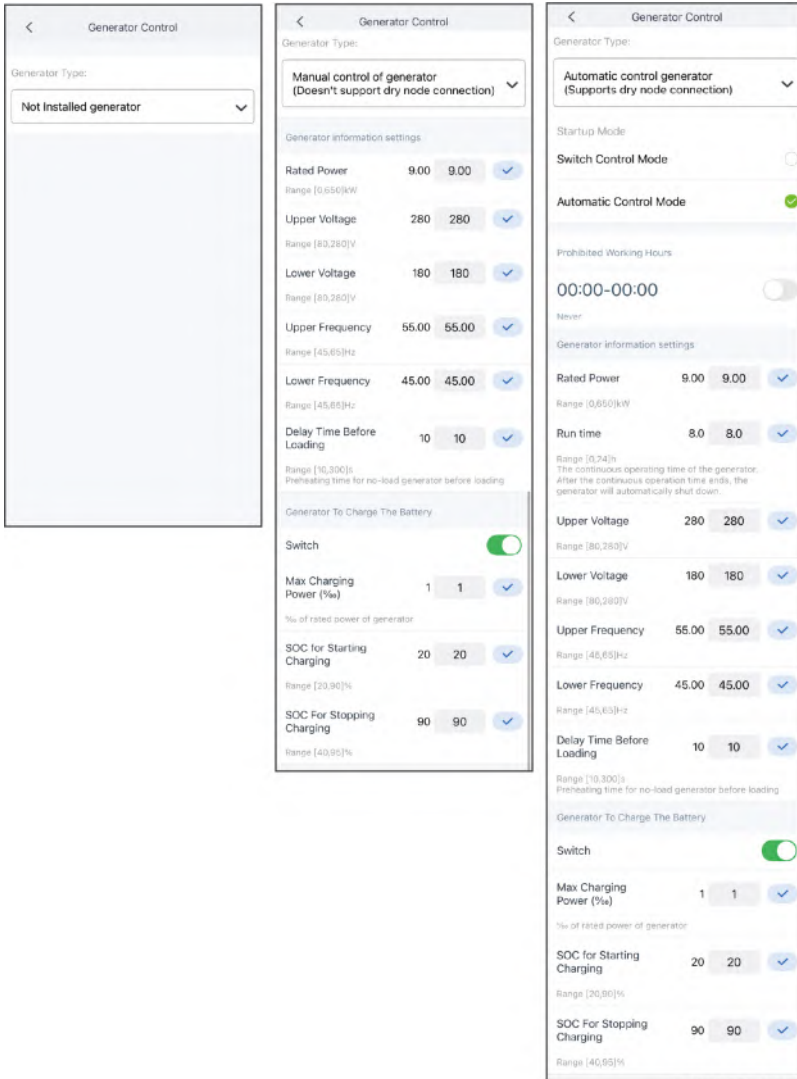 Generator Control
Generator Type:
Not Installed generator
Generator Control
Generator Type:
Manual control of generator
(Doesn't support dry node connection)
Generator information settings
Rated Power 9.00 9.00
Range [0,650]kW
Upper Voltage 280 280
Range [80,280]V
Lower Voltage 180 180
Range [80,280]V
Upper Frequency 55.00 55.00
Range [45,65]Hz
Lower Frequency 45.00 45.00
Range [45,65]Hz
Delay Time Before
Loading 10 10
Range [10,300]s
Preheating time for no-load generator before loading
Generator To Charge The Battery
Switch
Max Charging
Power (‰) 1 1
‰ of rated power of generator
SOC for Starting
Charging 20 20
Range [20,90]%
SOC For Stopping
Charging 90 90
Range [40,95]%
Generator Control
Generator Type:
Automatic control generator
(Supports dry node connection)
Startup Mode
Switch Control Mode
Automatic Control Mode
Prohibited Working Hours
00:00-00:00
Never
Generator information settings
Rated Power 9.00 9.00
Range [0,650]kW
Run time 8.0 8.0
Range [0,24]h
The continuous operating time of the generator.
After the continuous operation time ends, the
generator will automatically shut down.
Upper Voltage 280 280
Range [80,280]V
Lower Voltage 180 180
Range [80,280]V
Upper Frequency 55.00 55.00
Range [45,65]Hz
Lower Frequency 45.00 45.00
Range [45,65]Hz
Delay Time Before
Loading 10 10
Range [10,300]s
Preheating time for no-load generator before loading
Generator To Charge The Battery
Switch
Max Charging
Power (‰) 1 1
‰ of rated power of generator
SOC for Starting
Charging 20 20
Range [20,90]%
SOC For Stopping
Charging 90 90
Range [40,95]%